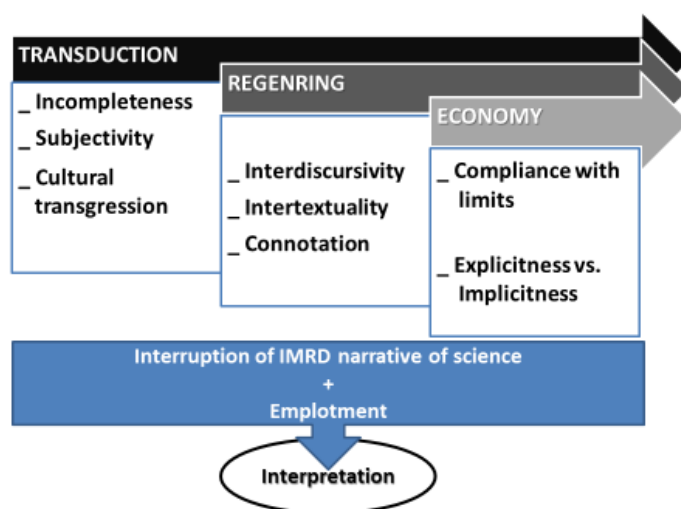 TRANSDUCTION
_ Incompleteness
_ Subjectivity
_ Cultural
transgression
REGENRING
_ Interdiscursivity
_ Intertextuality
_ Connotation
ECONOMY
_ Compliance with
limits
_ Explicitness vs.
Implicitness
Interruption of IMRD narrative of science
+
Emplotment
Interpretation